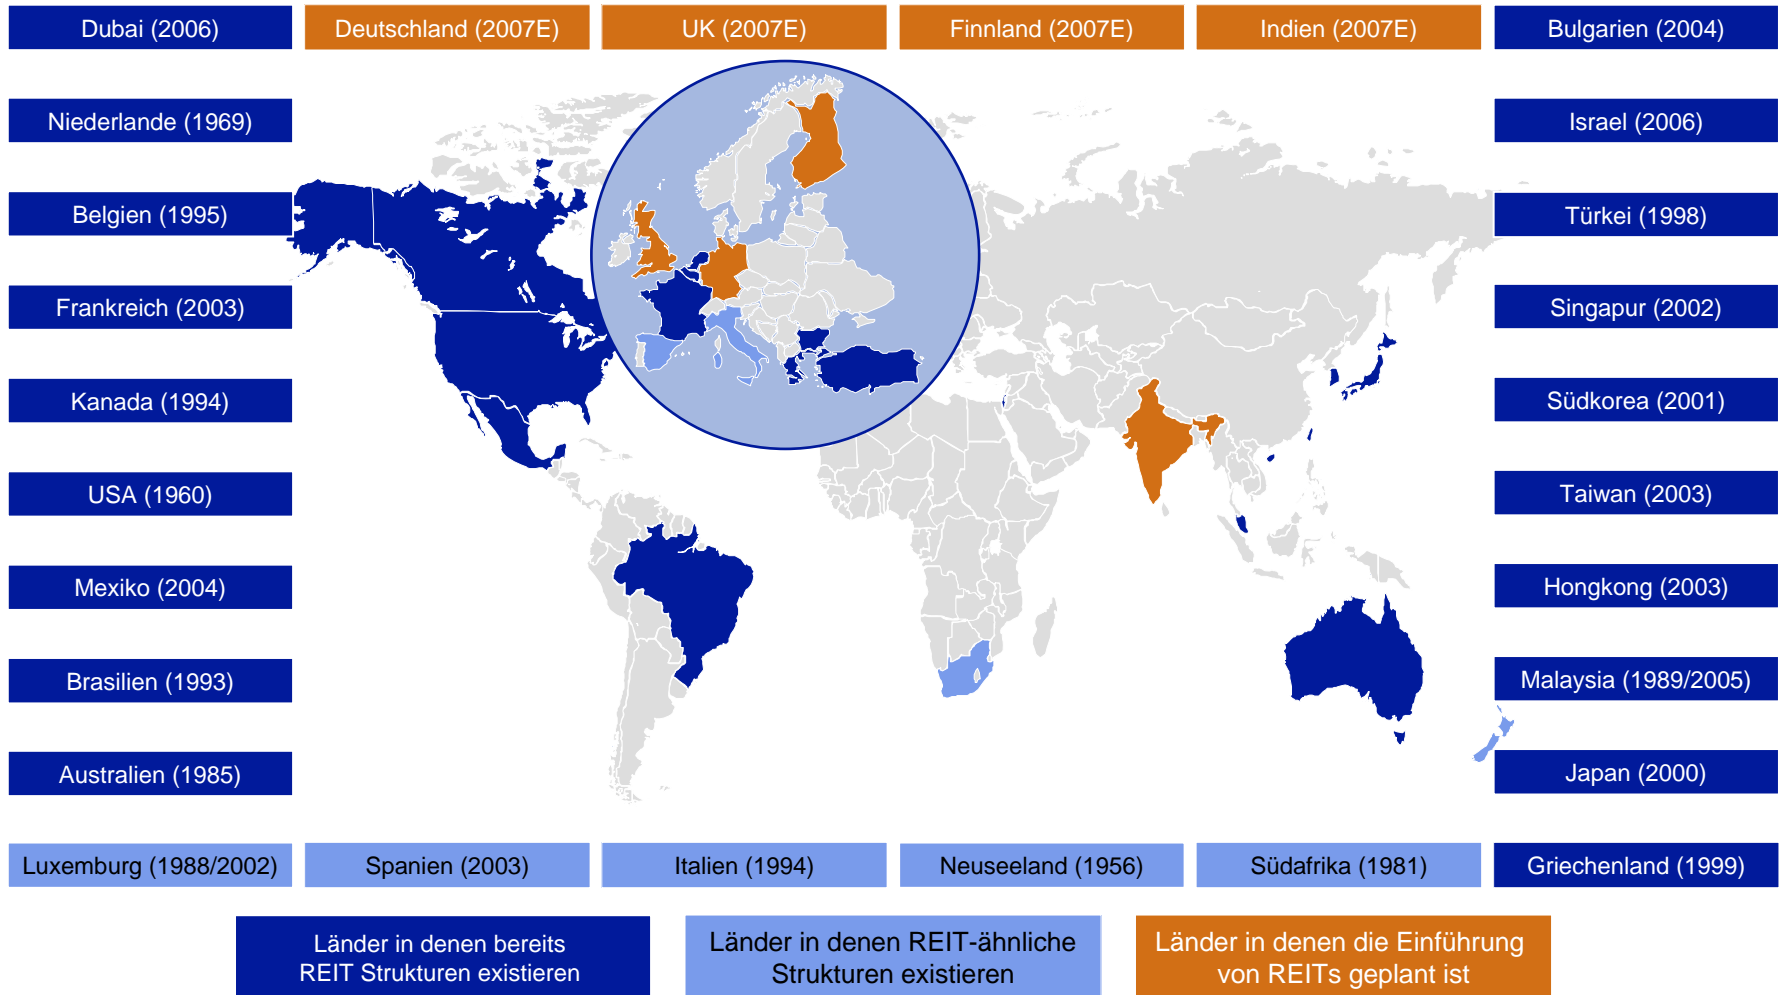 Dubai (2006)
Deutschland (2007E)
UK (2007E)
Finnland (2007E)
Indien (2007E)
Bulgarien (2004)
Niederlande (1969)
Israel (2006)
Belgien (1995)
Türkei (1998)
Frankreich (2003)
Singapur (2002)
Kanada (1994)
Südkorea (2001)
USA (1960)
Taiwan (2003)
Mexiko (2004)
Hongkong (2003)
Brasilien (1993)
Malaysia (1989/2005)
Australien (1985)
Japan (2000)
Luxemburg (1988/2002)
Spanien (2003)
Italien (1994)
Neuseeland (1956)
Südafrika (1981)
Griechenland (1999)
Länder in denen bereits
REIT Strukturen existieren
Länder in denen REIT-ähnliche
Strukturen existieren
Länder in denen die Einführung
von REITs geplant ist